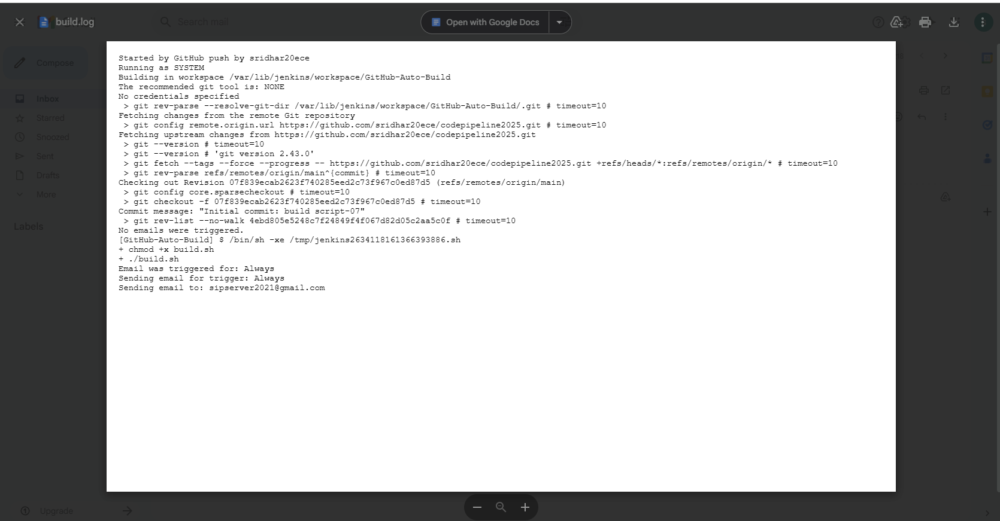 build.log
Search mail
Open with Google Docs
Compose
Inbox
Starred
Snoozed
Sent
Drafts
More
Labels
Upgrade
Started by GitHub push by sridhar20ece
Running as SYSTEM
Building in workspace /var/lib/jenkins/workspace/GitHub-Auto-Build
The recommended git tool is: NONE
No credentials specified
 > git rev-parse --resolve-git-dir /var/lib/jenkins/workspace/GitHub-Auto-Build/.git # timeout=10
Fetching changes from the remote Git repository
 > git config remote.origin.url https://github.com/sridhar20ece/codepipeline2025.git # timeout=10
Fetching upstream changes from https://github.com/sridhar20ece/codepipeline2025.git
 > git --version # timeout=10
 > git --version # 'git version 2.43.0'
 > git fetch --tags --force --progress -- https://github.com/sridhar20ece/codepipeline2025.git +refs/heads/*:refs/remotes/origin/* # timeout=10
 > git rev-parse refs/remotes/origin/main^{commit} # timeout=10
Checking out Revision 07f839ecab2623f740285eed2c73f967c0ed87d5 (refs/remotes/origin/main)
 > git config core.sparsecheckout # timeout=10
 > git checkout -f 07f839ecab2623f740285eed2c73f967c0ed87d5 # timeout=10
Commit message: "Initial commit: build script-07"
 > git rev-list --no-walk 4ebd805e5248c7f24849f4f067d82d05c2aa5c0f # timeout=10
No emails were triggered.
[GitHub-Auto-Build] $ /bin/sh -xe /tmp/jenkins2634118161366393886.sh
+ chmod +x build.sh
+ ./build.sh
Email was triggered for: Always
Sending email for trigger: Always
Sending email to: sipserver2021@gmail.com